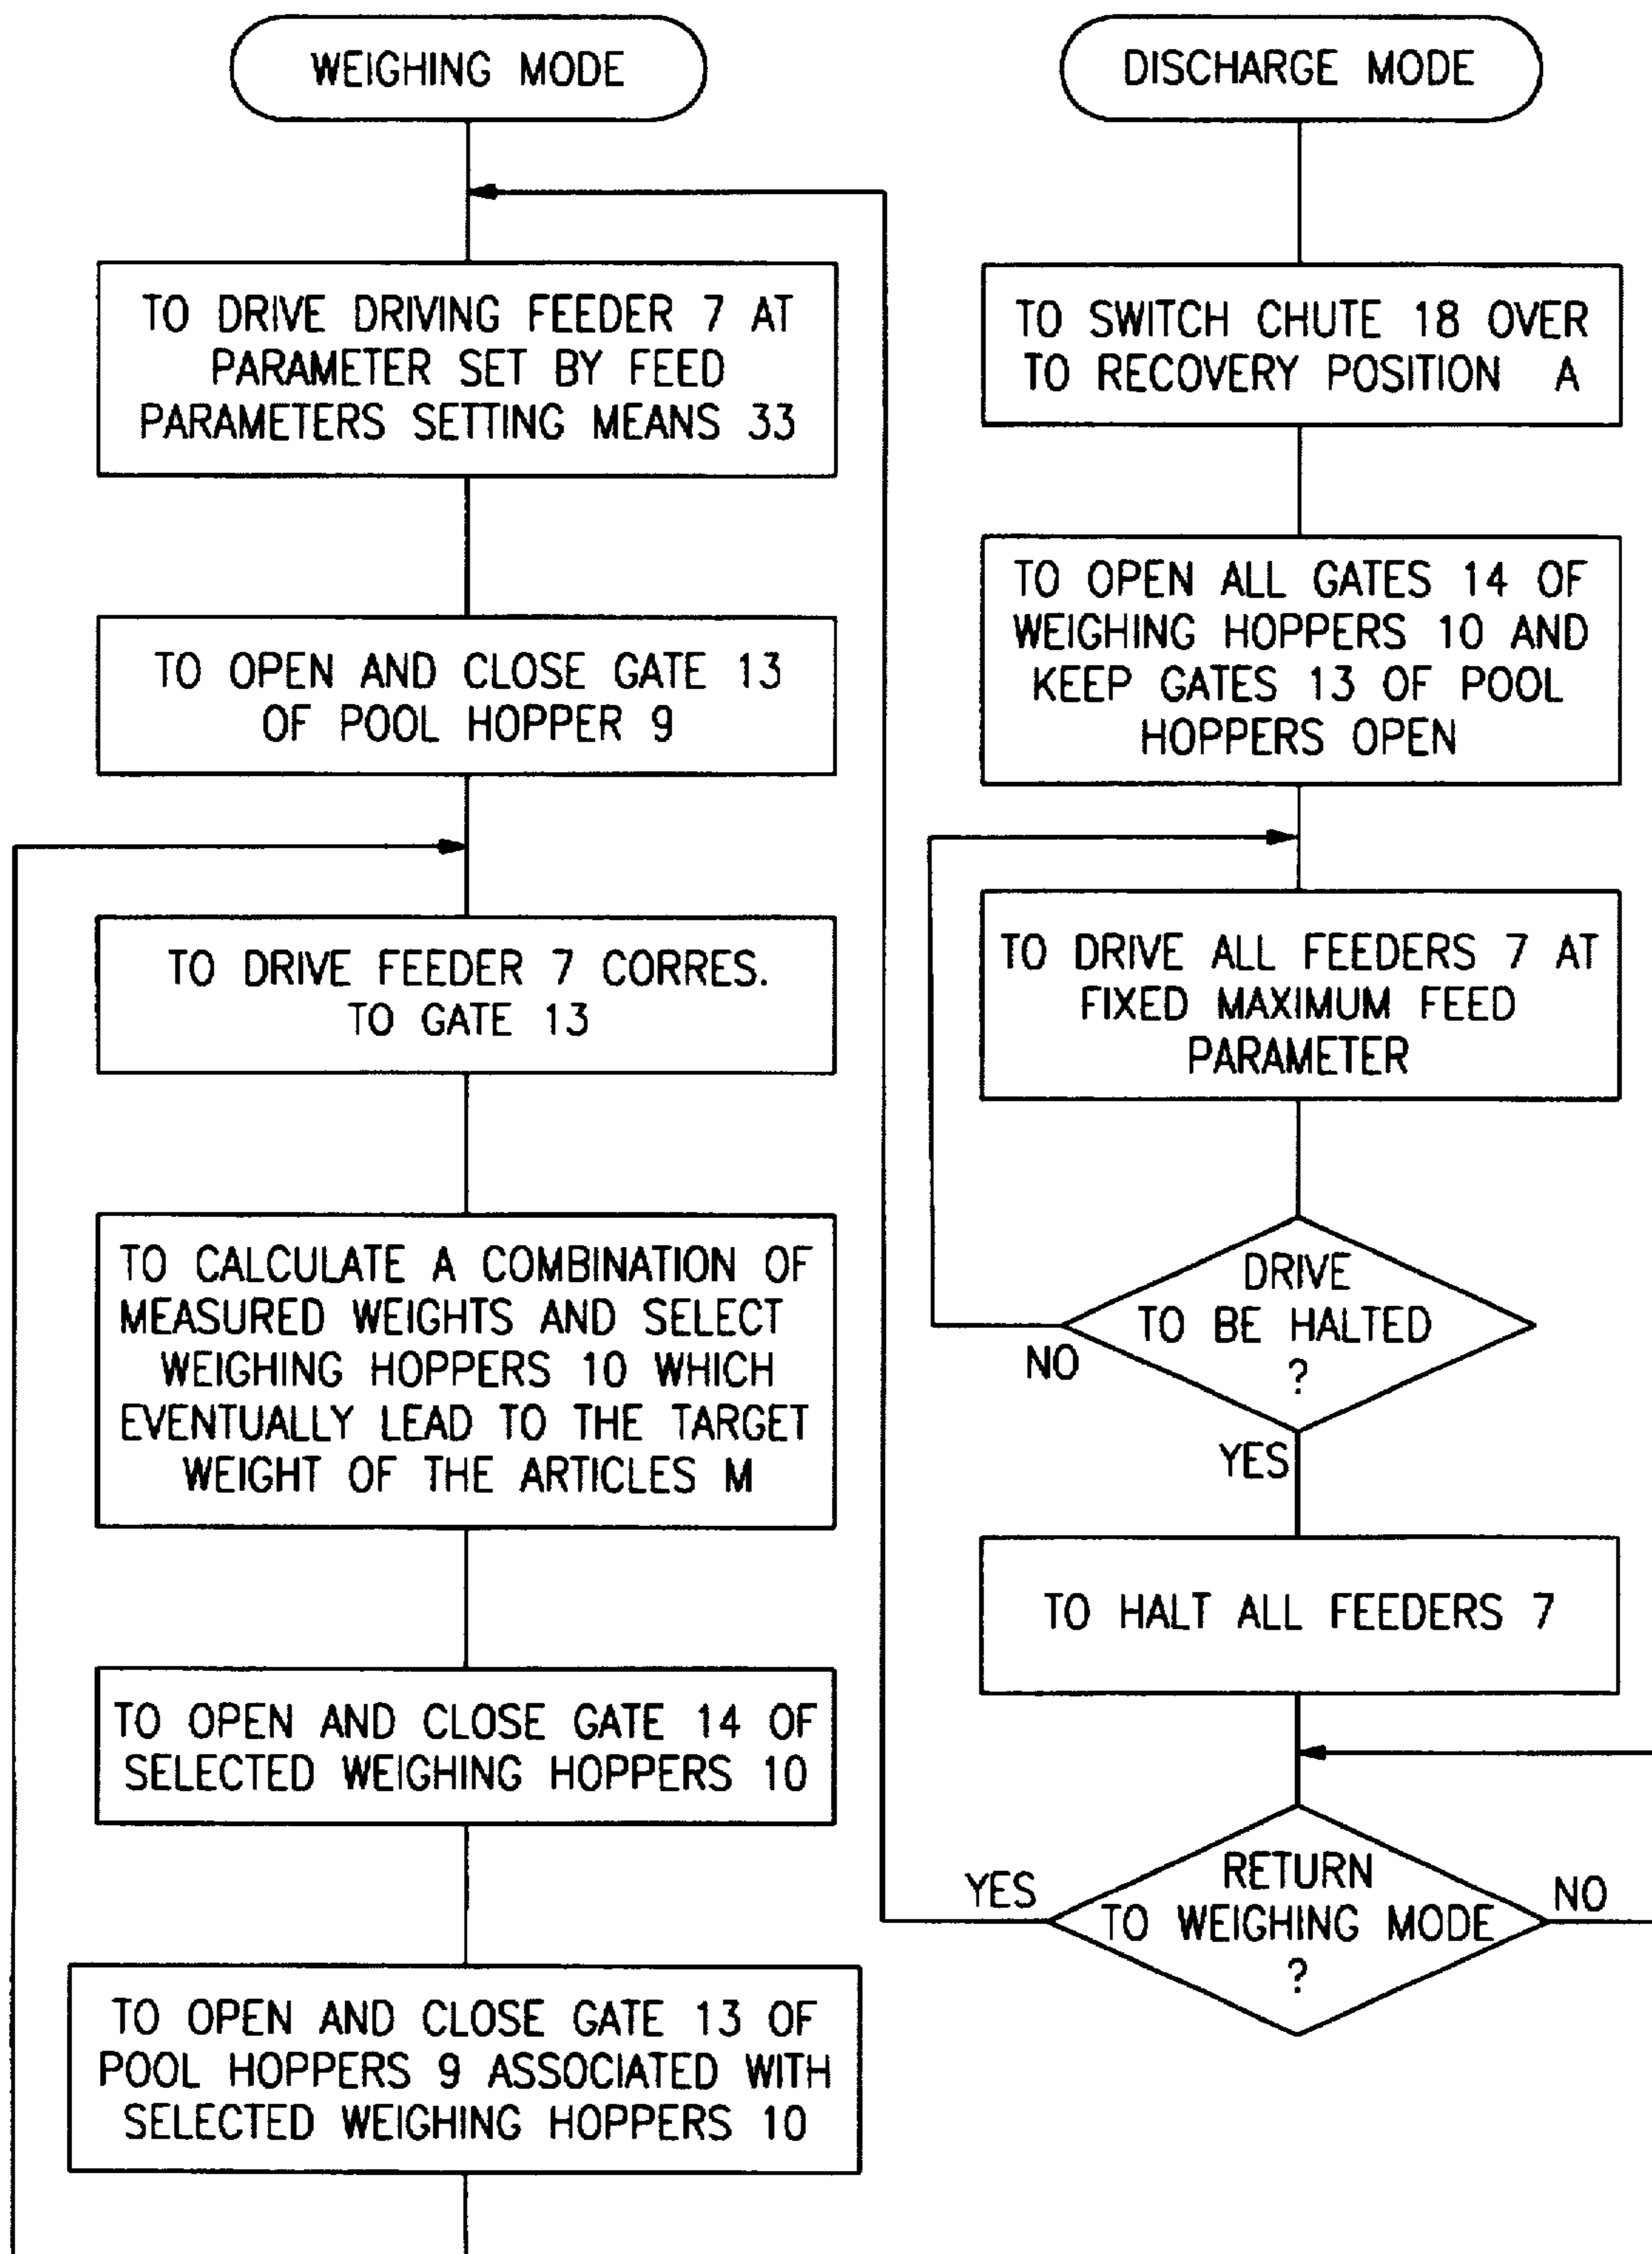 WEIGHING MODE
TO DRIVE DRIVING FEEDER 7 AT
PARAMETER SET BY FEED
PARAMETERS SETTING MEANS 33
TO OPEN AND CLOSE GATE 13
OF POOL HOPPER 9
TO DRIVE FEEDER 7 CORRES.
TO GATE 13
TO CALCULATE A COMBINATION OF
MEASURED WEIGHTS AND SELECT
WEIGHING HOPPERS 10 WHICH
EVENTUALLY LEAD TO THE TARGET
WEIGHT OF THE ARTICLES M
TO OPEN AND CLOSE GATE 14 OF
SELECTED WEIGHING HOPPERS 10
TO OPEN AND CLOSE GATE 13 OF
POOL HOPPERS 9 ASSOCIATED WITH
SELECTED WEIGHING HOPPERS 10
DISCHARGE MODE
TO SWITCH CHUTE 18 OVER
TO RECOVERY POSITION A
TO OPEN ALL GATES 14 OF
WEIGHING HOPPERS 10 AND
KEEP GATES 13 OF POOL
HOPPERS OPEN
TO DRIVE ALL FEEDERS 7 AT
FIXED MAXIMUM FEED
PARAMETER
DRIVE
TO BE HALTED
?
NO
YES
TO HALT ALL FEEDERS 7
RETURN
TO WEIGHING MODE
?
YES
NO